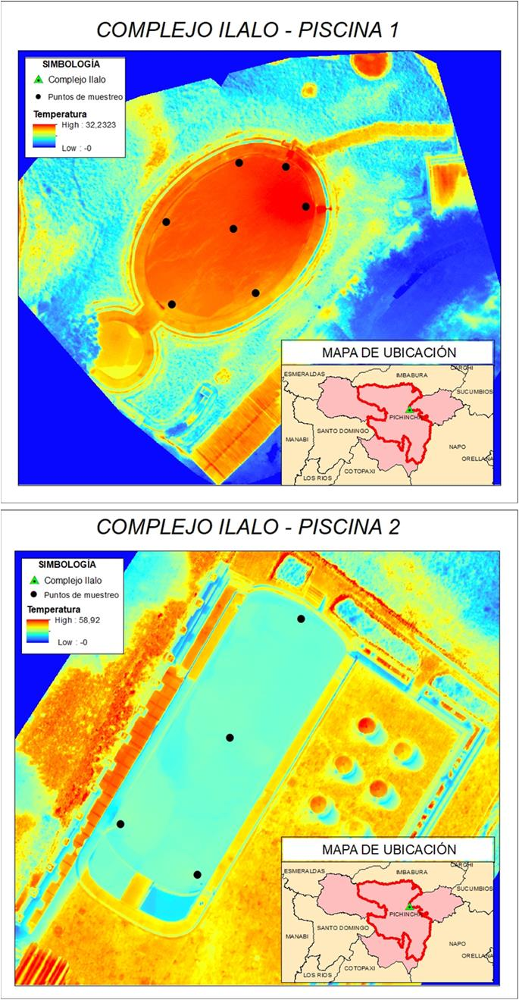 COMPLEJO ILALO - PISCINA 1
SIMBOLOGÍA
Complejo Ilalo
Puntos de muestreo
Temperatura
High : 32,2323
Low : -0
MAPA DE UBICACIÓN
CARCHI
ESMERALDAS
IMBABURA
SUCUMBIOS
PICHINCHA
SANTO DOMINGO
MANABI
NAPO
ORELLANA
COTOPAXI
LOS RIOS
COMPLEJO ILALO - PISCINA 2
SIMBOLOGÍA
Complejo Ilalo
Puntos de muestreo
Temperatura
High : 58,92
Low : -0
MAPA DE UBICACIÓN
CARCHI
ESMERALDAS
IMBABURA
SUCUMBIOS
PICHINCHA
SANTO DOMINGO
MANABI
NAPO
ORELLANA
COTOPAXI
LOS RIOS